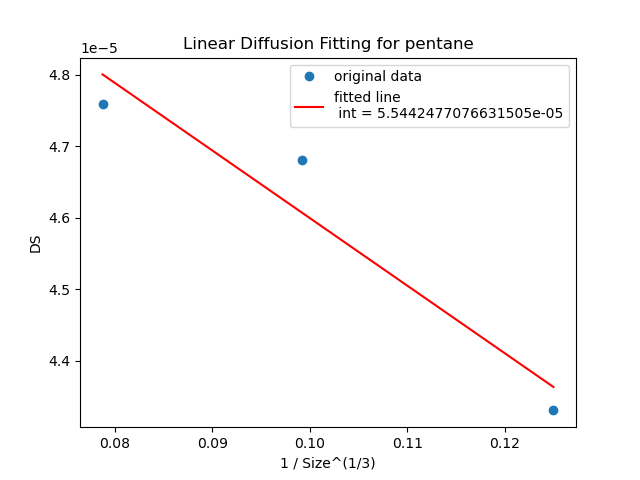 Linear Diffusion Fitting for pentane
1e−5
original data
fitted line
int = 5.5442477076631505e-05
4.8
4.7
4.6
4.5
4.4
DS
0.08 0.09 0.10 0.11 0.12
1 / Size^(1/3)